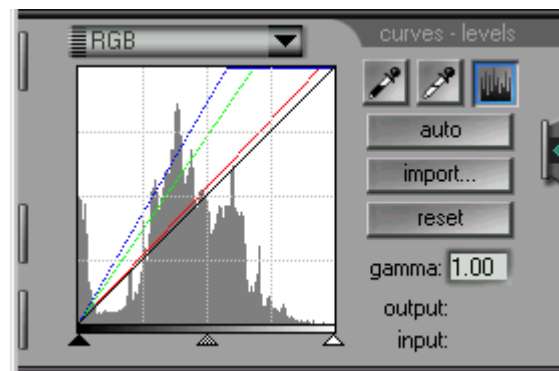 RGB
curves - levels
auto
import...
reset
gamma: 1.00
output:
input: